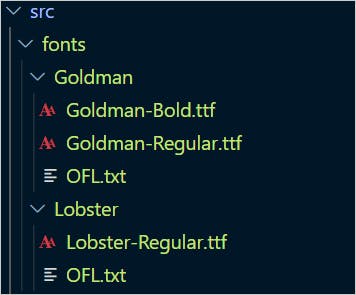 src
fonts
Goldman
Goldman-Bold.ttf
Goldman-Regular.ttf
OFL.txt
Lobster
Lobster-Regular.ttf
OFL.txt